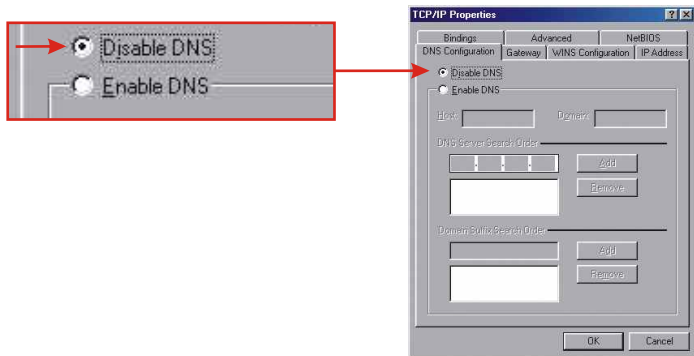 Disable DNS
Enable DNS
TCP/IP Properties
Bindings Advanced NetBIOS
DNS Configuration Gateway WINS Configuration IP Address
Disable DNS
Enable DNS
Host: Domain:
DNS Server Search Order
Add
Remove
Domain Suffix Search Order
Add
Remove
OK Cancel